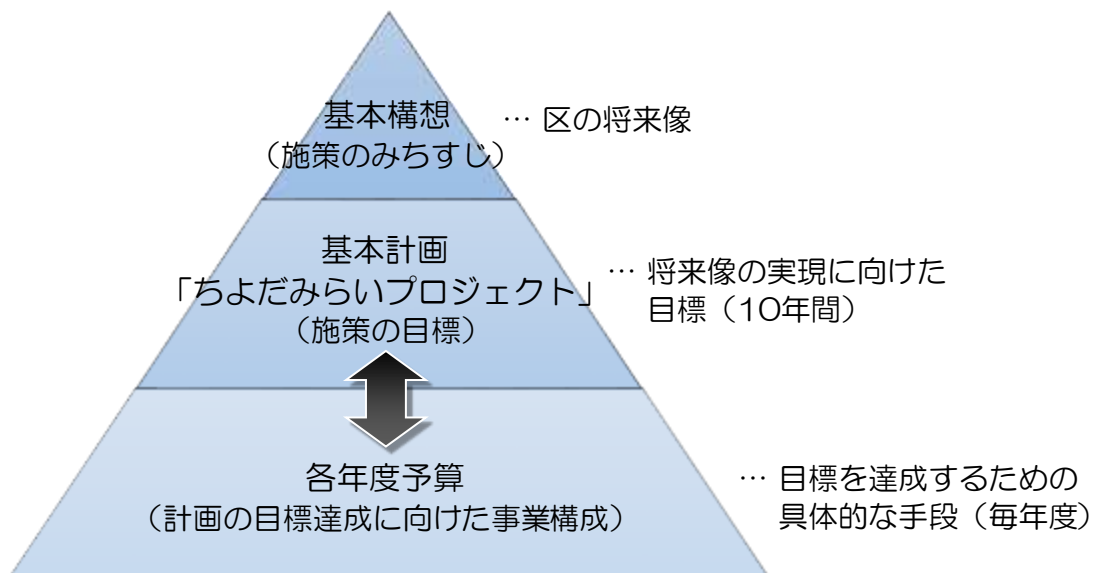 基本構想
（施策のみちすじ）
… 区の将来像
基本計画
「ちよだみらいプロジェクト」
（施策の目標）
… 将来像の実現に向けた
目標（10年間）
各年度予算
（計画の目標達成に向けた事業構成）
… 目標を達成するための
具体的な手段（毎年度）